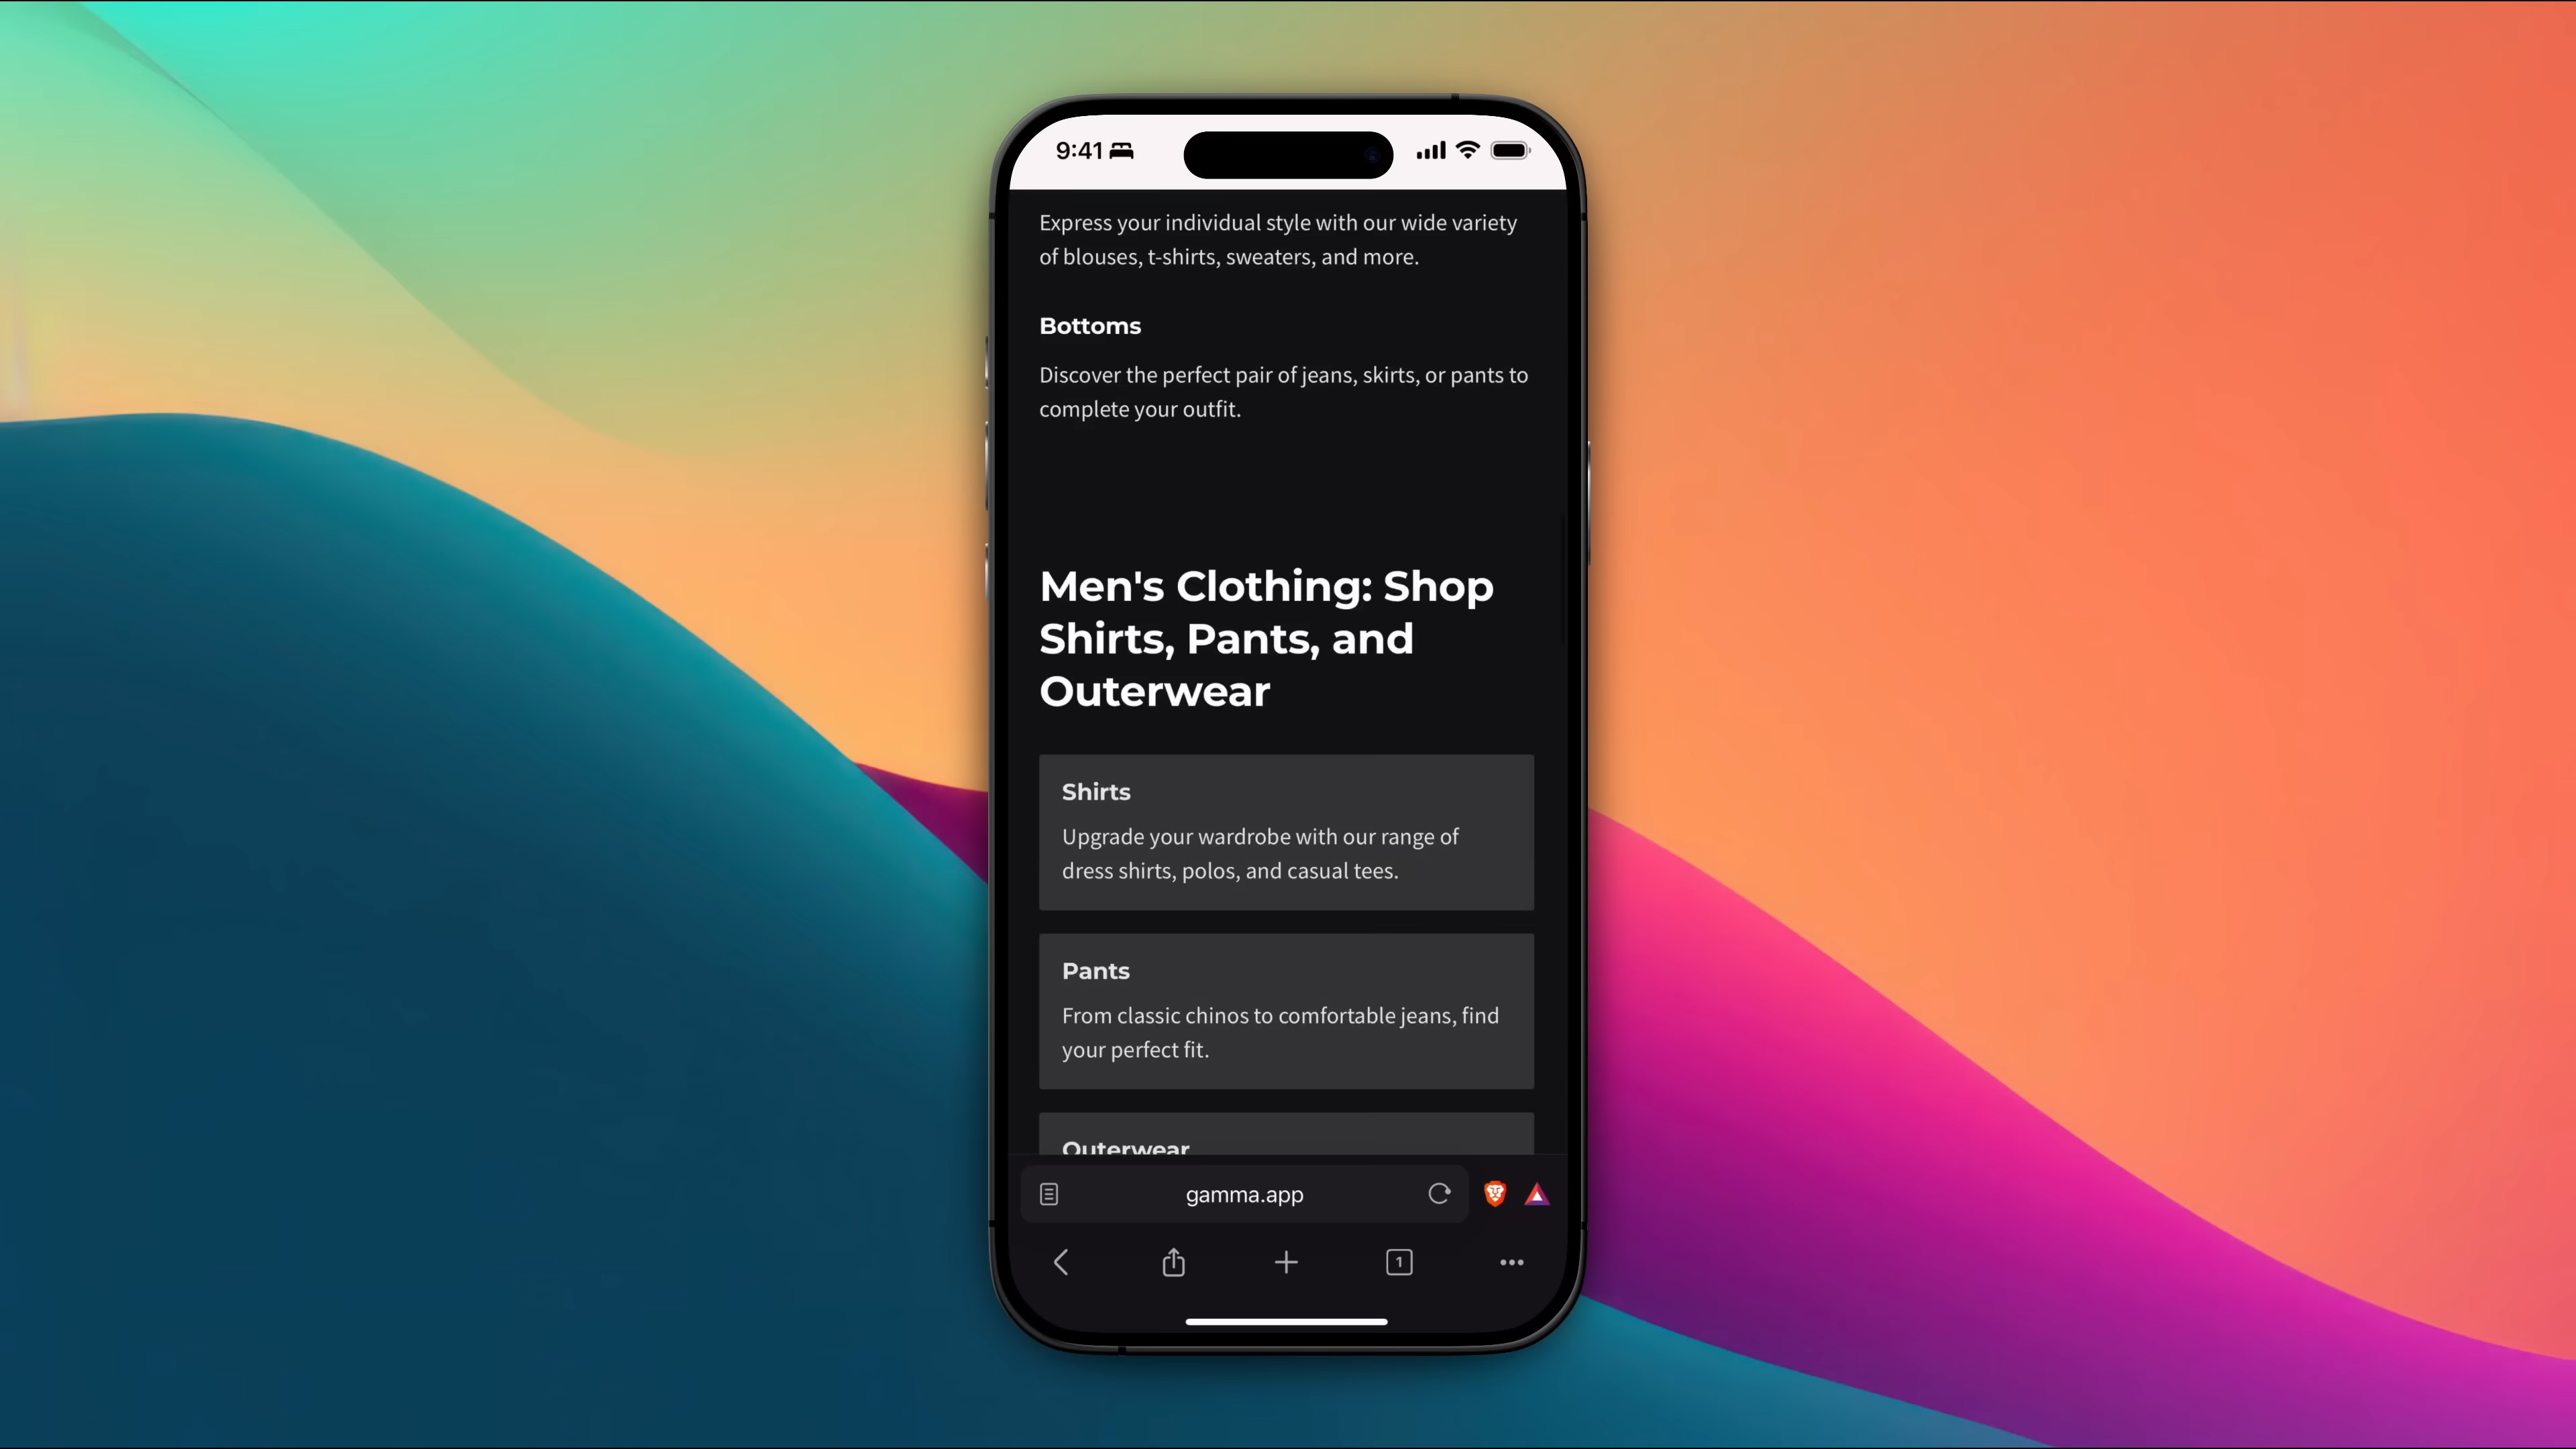 9:41
Express your individual style with our wide variety
of blouses, t-shirts, sweaters, and more.
Bottoms
Discover the perfect pair of jeans, skirts, or pants to
complete your outfit.
Men's Clothing: Shop
Shirts, Pants, and
Outerwear
Shirts
Upgrade your wardrobe with our range of
dress shirts, polos, and casual tees.
Pants
From classic chinos to comfortable jeans, find
your perfect fit.
Outerwear
gamma.app
1